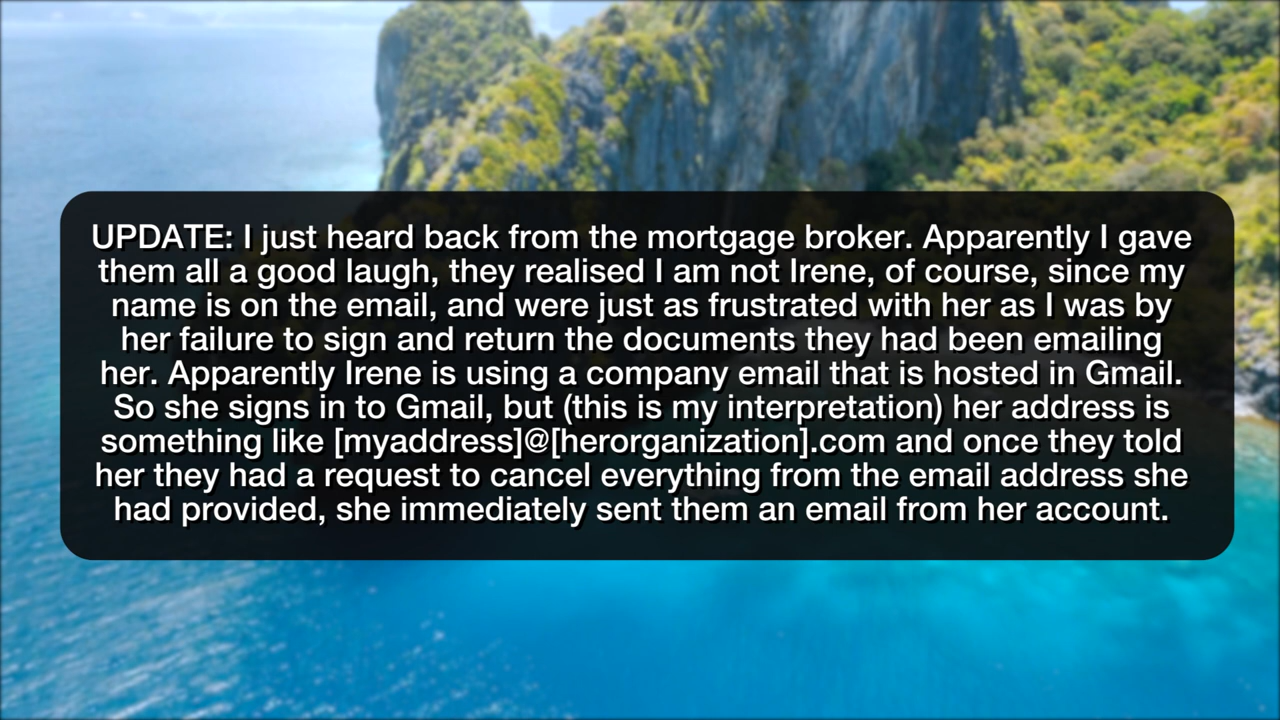 UPDATE: I just heard back from the mortgage broker. Apparently I gave
them all a good laugh, they realised I am not Irene, of course, since my
name is on the email, and were just as frustrated with her as I was by
her failure to sign and return the documents they had been emailing
her. Apparently Irene is using a company email that is hosted in Gmail.
So she signs in to Gmail, but (this is my interpretation) her address is
something like [myaddress]@[herorganization].com and once they told
her they had a request to cancel everything from the email address she
had provided, she immediately sent them an email from her account.